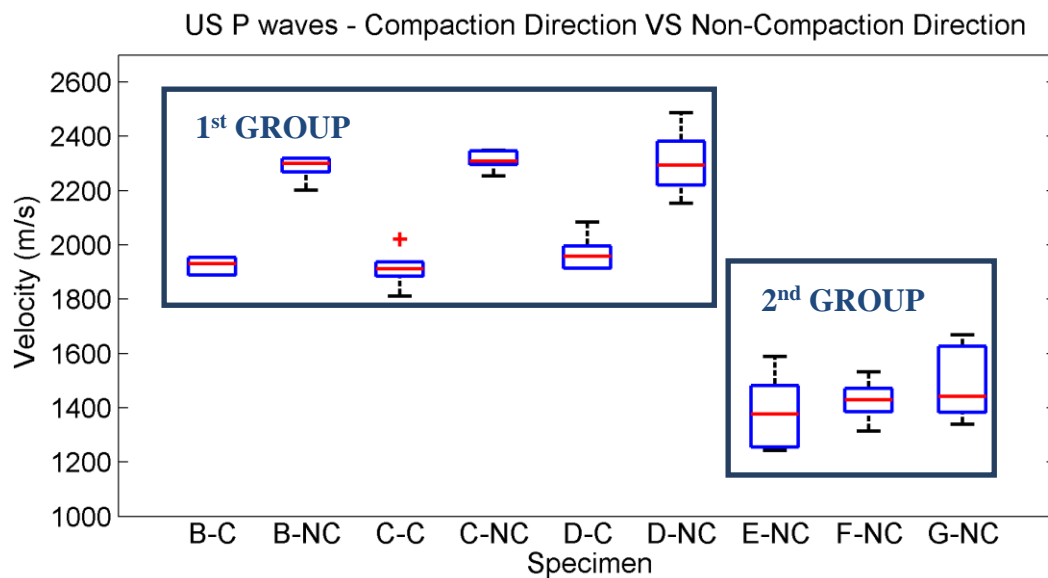 US P waves - Compaction Direction VS Non-Compaction Direction
Velocity (m/s)
2600
2400
2200
2000
1800
1600
1400
1200
1000
1st GROUP
2nd GROUP
B-C B-NC C-C C-NC D-C D-NC E-NC F-NC G-NC
Specimen